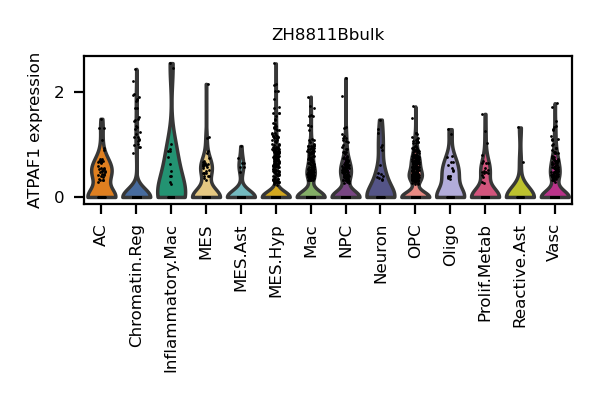 ZH8811Bbulk
ATPAF1 expression
2
0
AC
Chromatin.Reg
Inflammatory.Mac
MES
MES.Ast
MES.Hyp
Mac
NPC
Neuron
OPC
Oligo
Prolif.Metab
Reactive.Ast
Vasc